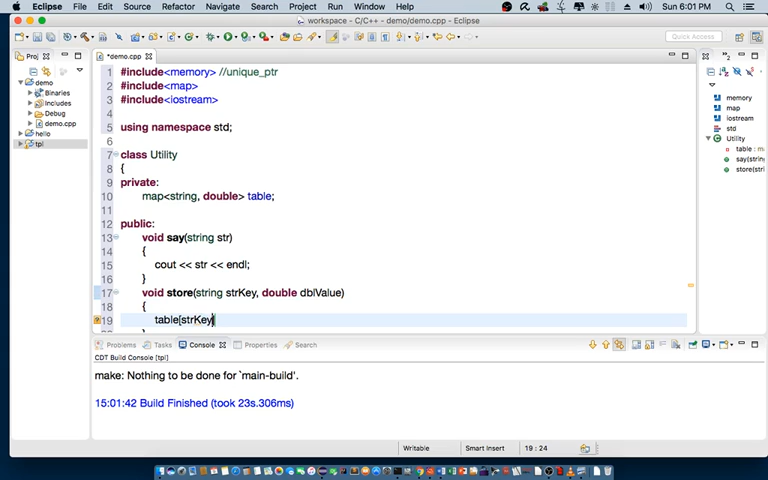 Eclipse File Edit Source Refactor Navigate Search Project Run Window Help Sun 6:01 PM
workspace - C/C++ - demo/demo.cpp - Eclipse
Quick Access
Proj
*demo.cpp
demo
Binaries
Includes
Debug
demo.cpp
hello
tpl
1 #include<memory> //unique_ptr
2 #include<map>
3 #include<iostream>
4
5 using namespace std;
6
7 class Utility
8 {
9 private:
10 map<string, double> table;
11
12 public:
13 void say(string str)
14 {
15 cout << str << endl;
16 }
17 void store(string strKey, double dblValue)
18 {
19 table[strKey
memory
map
iostream
std
Utility
table : m
say(stri
store(stri
Problems Tasks Console Properties Search
CDT Build Console [tpl]
make: Nothing to be done for `main-build'.
15:01:42 Build Finished (took 23s.306ms)
Writable Smart Insert 19 : 24